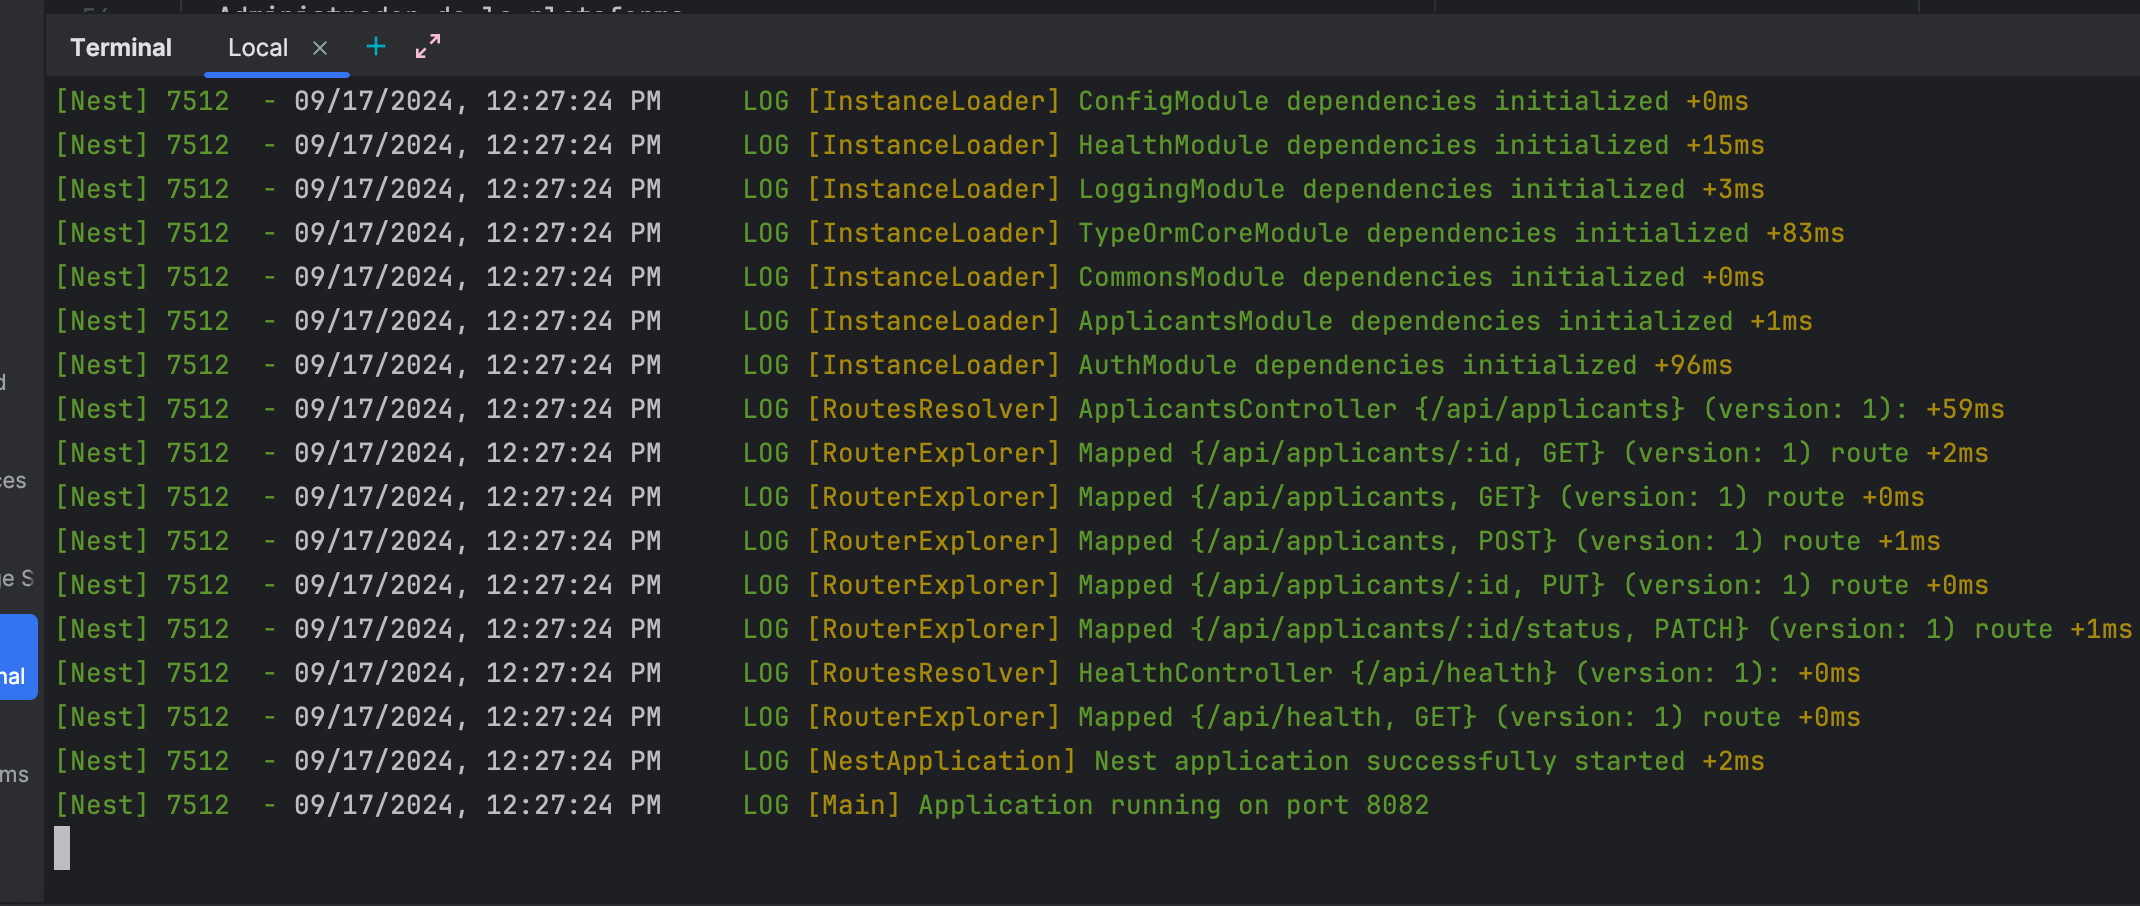 Terminal Local × +
[Nest] 7512 - 09/17/2024, 12:27:24 PM LOG [InstanceLoader] ConfigModule dependencies initialized +0ms
[Nest] 7512 - 09/17/2024, 12:27:24 PM LOG [InstanceLoader] HealthModule dependencies initialized +15ms
[Nest] 7512 - 09/17/2024, 12:27:24 PM LOG [InstanceLoader] LoggingModule dependencies initialized +3ms
[Nest] 7512 - 09/17/2024, 12:27:24 PM LOG [InstanceLoader] TypeOrmCoreModule dependencies initialized +83ms
[Nest] 7512 - 09/17/2024, 12:27:24 PM LOG [InstanceLoader] CommonsModule dependencies initialized +0ms
[Nest] 7512 - 09/17/2024, 12:27:24 PM LOG [InstanceLoader] ApplicantsModule dependencies initialized +1ms
[Nest] 7512 - 09/17/2024, 12:27:24 PM LOG [InstanceLoader] AuthModule dependencies initialized +96ms
[Nest] 7512 - 09/17/2024, 12:27:24 PM LOG [RoutesResolver] ApplicantsController {/api/applicants} (version: 1): +59ms
[Nest] 7512 - 09/17/2024, 12:27:24 PM LOG [RouterExplorer] Mapped {/api/applicants/:id, GET} (version: 1) route +2ms
[Nest] 7512 - 09/17/2024, 12:27:24 PM LOG [RouterExplorer] Mapped {/api/applicants, GET} (version: 1) route +0ms
[Nest] 7512 - 09/17/2024, 12:27:24 PM LOG [RouterExplorer] Mapped {/api/applicants, POST} (version: 1) route +1ms
[Nest] 7512 - 09/17/2024, 12:27:24 PM LOG [RouterExplorer] Mapped {/api/applicants/:id, PUT} (version: 1) route +0ms
[Nest] 7512 - 09/17/2024, 12:27:24 PM LOG [RouterExplorer] Mapped {/api/applicants/:id/status, PATCH} (version: 1) route +1ms
[Nest] 7512 - 09/17/2024, 12:27:24 PM LOG [RoutesResolver] HealthController {/api/health} (version: 1): +0ms
[Nest] 7512 - 09/17/2024, 12:27:24 PM LOG [RouterExplorer] Mapped {/api/health, GET} (version: 1) route +0ms
[Nest] 7512 - 09/17/2024, 12:27:24 PM LOG [NestApplication] Nest application successfully started +2ms
[Nest] 7512 - 09/17/2024, 12:27:24 PM LOG [Main] Application running on port 8082